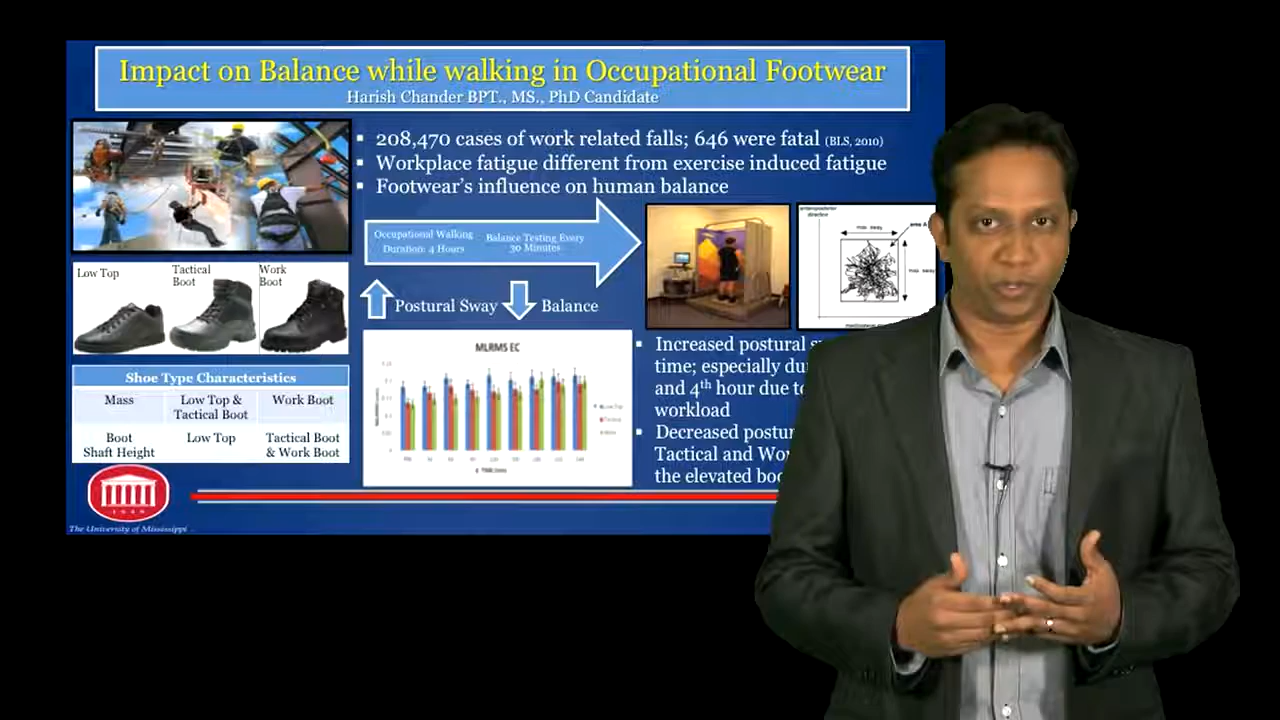 Impact on Balance while walking in Occupational Footwear
Harish Chander BPT., MS., PhD Candidate
208,470 cases of work related falls; 646 were fatal (BLS, 2010)
Workplace fatigue different from exercise induced fatigue
Footwear's influence on human balance
Occupational Walking
Duration: 4 Hours
Balance Testing Every
30 Minutes
Postural Sway
Balance
Low Top
Tactical
Boot
Work
Boot
Shoe Type Characteristics
Mass
Low Top &
Tactical Boot
Work Boot
Boot
Shaft Height
Low Top
Tactical Boot
& Work Boot
MLRMS EC
anteroposterior
direction
area
max. sway
Increased postural
time; especially
and 4th hour due to
workload
Decreased
Tactical and
the elevated
The University of Mississippi